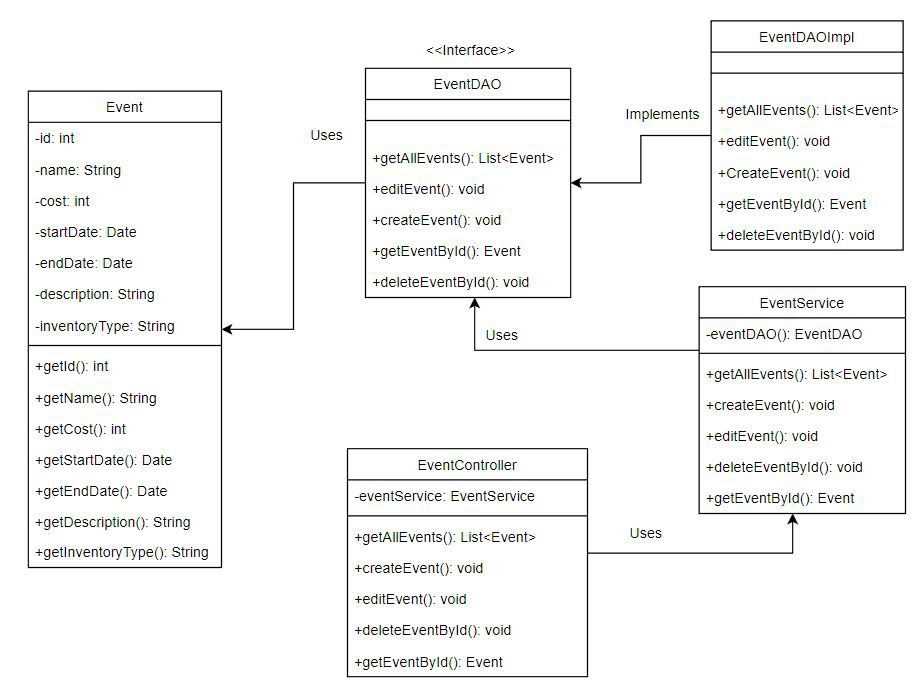 Event
-id: int
-name: String
-cost: int
-startDate: Date
-endDate: Date
-description: String
-inventoryType: String
+getId(): int
+getName(): String
+getCost(): int
+getStartDate(): Date
+getEndDate(): Date
+getDescription(): String
+getInventoryType(): String
Uses
<<Interface>>
EventDAO
+getAllEvents(): List<Event>
+editEvent(): void
+createEvent(): void
+getEventById(): Event
+deleteEventById(): void
Implements
EventDAOImpl
+getAllEvents(): List<Event>
+editEvent(): void
+CreateEvent(): void
+getEventById(): Event
+deleteEventById(): void
Uses
EventService
-eventDAO(): EventDAO
+getAllEvents(): List<Event>
+createEvent(): void
+editEvent(): void
+deleteEventById(): void
+getEventById(): Event
EventController
-eventService: EventService
+getAllEvents(): List<Event>
+createEvent(): void
+editEvent(): void
+deleteEventById(): void
+getEventById(): Event
Uses